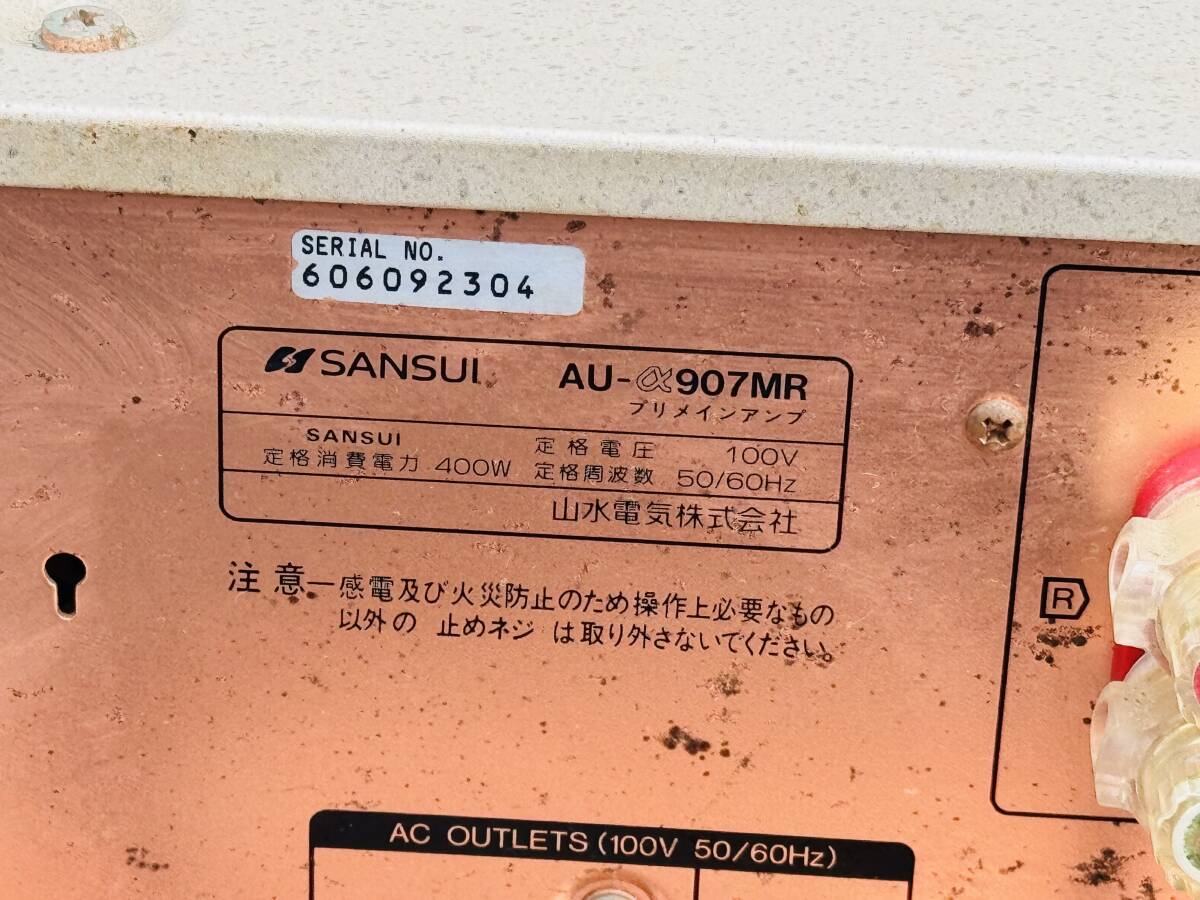 SERIAL NO.
606092304
SANSUI AU-α907MR
プリメインアンプ
SANSUI
定格消費電力 400W
定格電圧 100V
定格周波数 50/60Hz
山水電気株式会社
注意—感電及び火災防止のため操作上必要なもの
以外の 止めネジ は取り外さないでください。
R
AC OUTLETS (100V 50/60Hz)